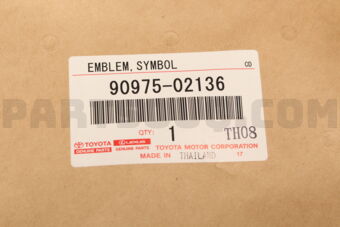 EMBLEM, SYMBOL CD
90975-02136
QTY: 1 TH08
TOYOTA LEXUS TOYOTA MOTOR CORPORATION
GENUINE PARTS GENUINE PARTS
MADE IN THAILAND 17